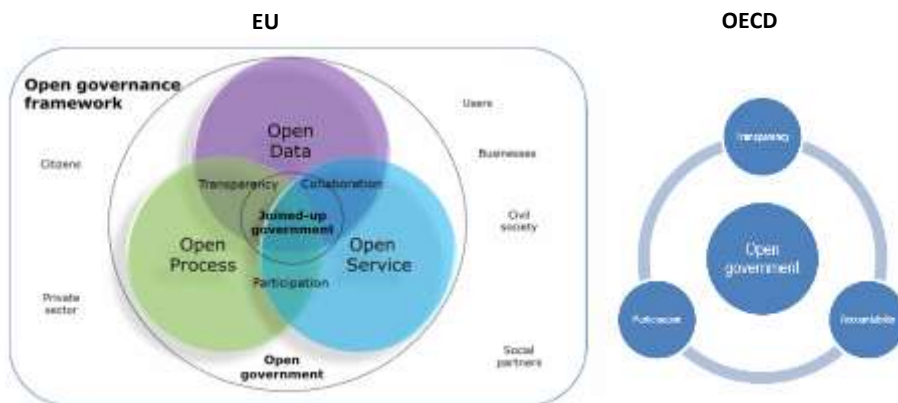 EU
OECD
Open governance
framework
Users
Open
Data
Citizens
Businesses
Transparency
Collaboration
Joined-up
government
Civil
society
Open
Process
Open
Service
Participation
Private
sector
Open
government
Social
partners
Transparency
Open
government
Participation
Accountability